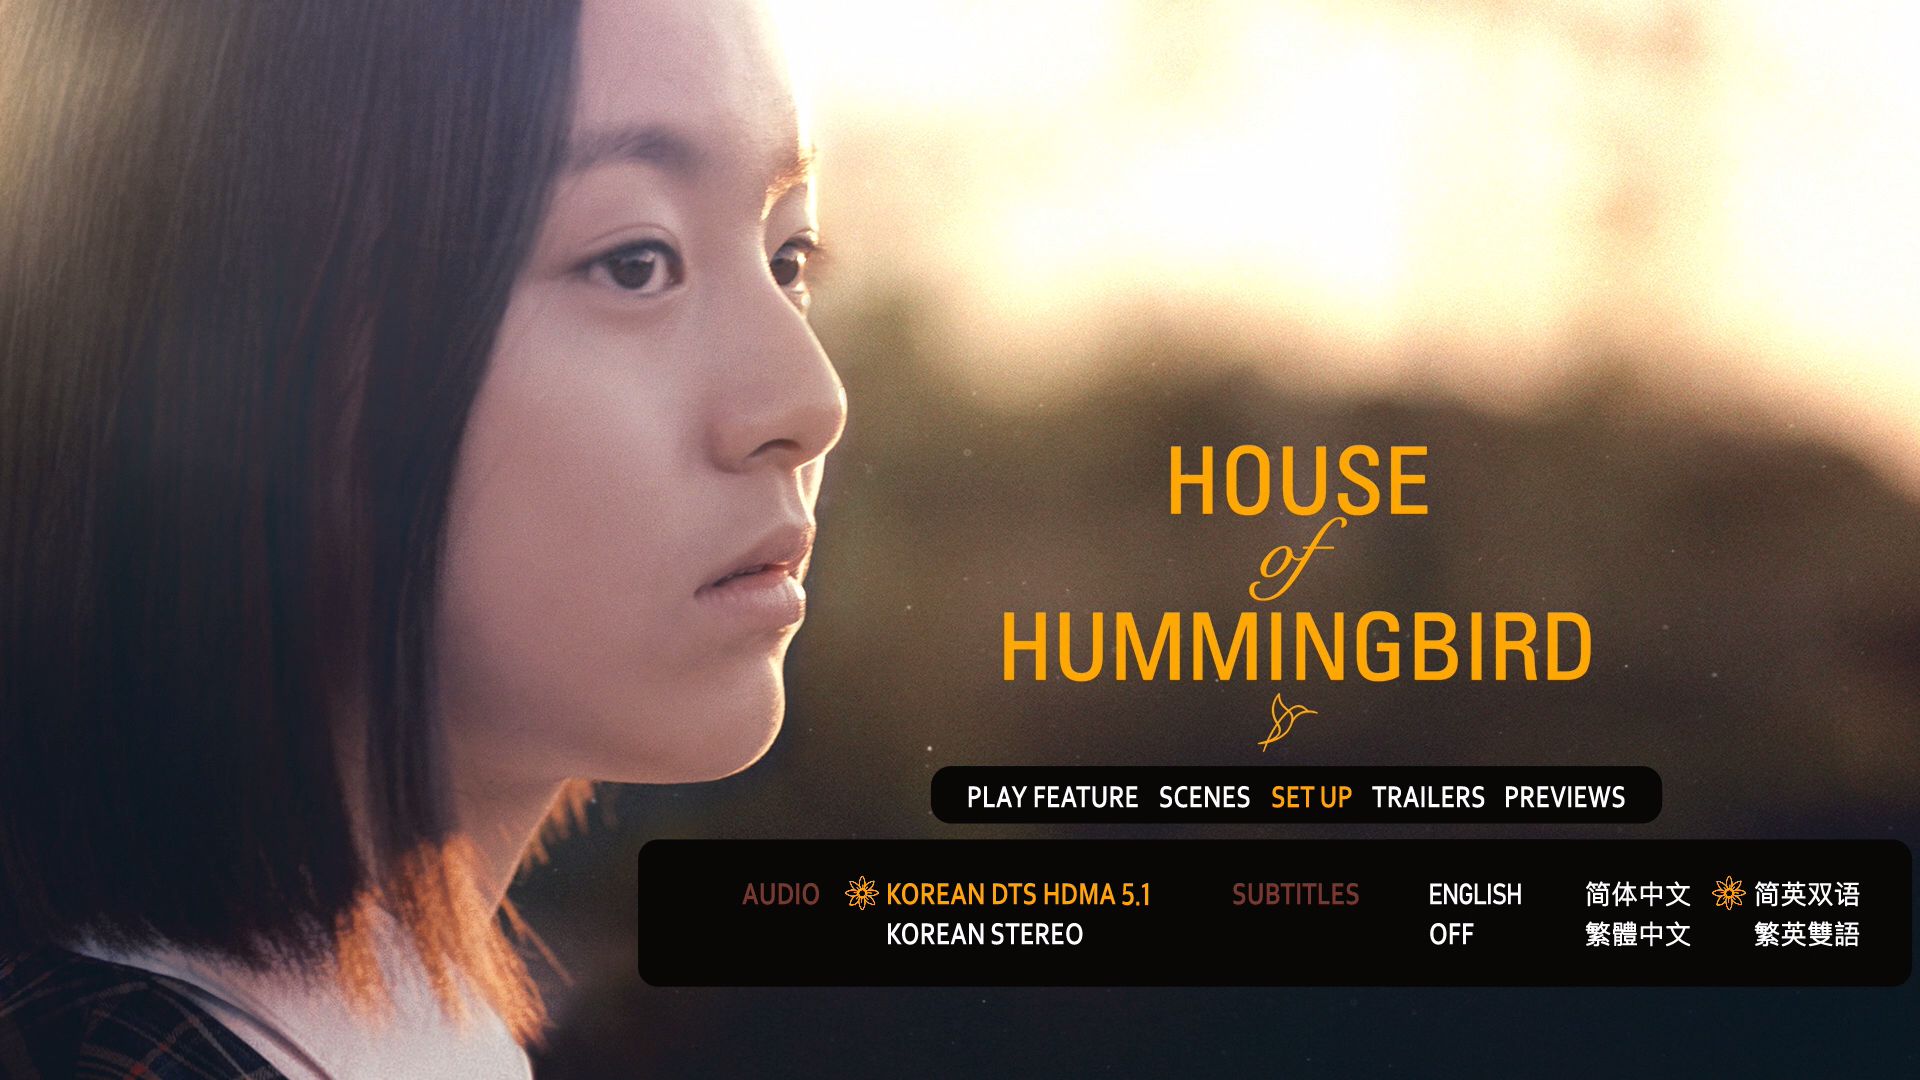 HOUSE
of
HUMMINGBIRD
PLAY FEATURE SCENES SET UP TRAILERS PREVIEWS
AUDIO KOREAN DTS HDMA 5.1 SUBTITLES ENGLISH 简体中文 简英双语
KOREAN STEREO OFF 繁體中文 繁英雙語